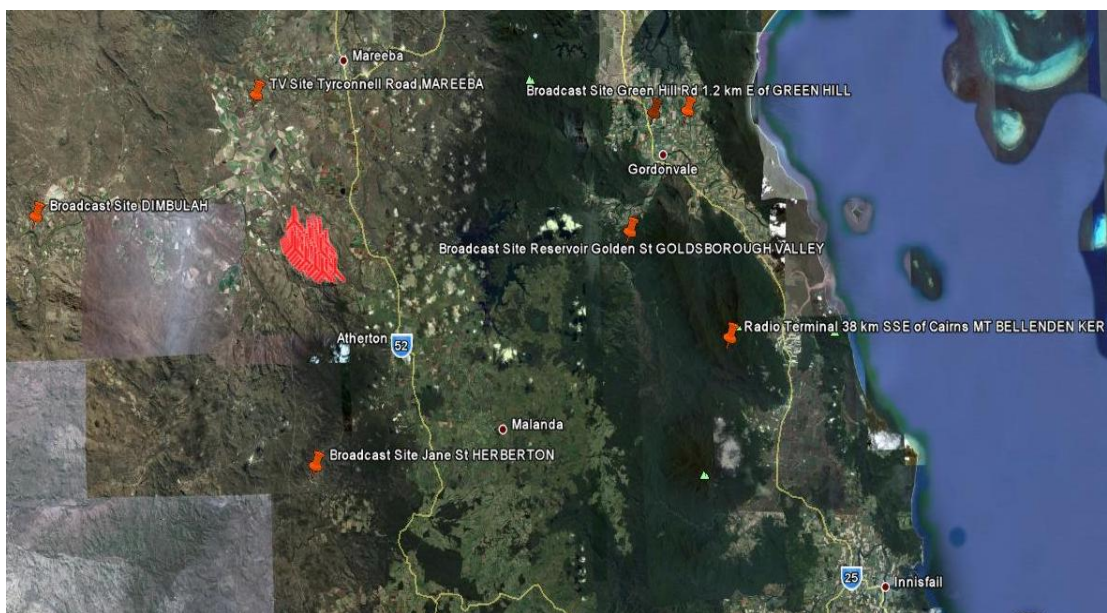 Mareeba
TV Site Tyrconnell Road MAREEBA
Broadcast Site Green Hill Rd 1.2 km E of GREEN HILL
Gordonvale
Broadcast Site DIMBULAH
Broadcast Site Reservoir Golden St GOLDSBOROUGH VALLEY
Radio Terminal 38 km SSE of Cairns MT BELLENDEN KER
Atherton
52
Malanda
Broadcast Site Jane St HERBERTON
25
Innisfail